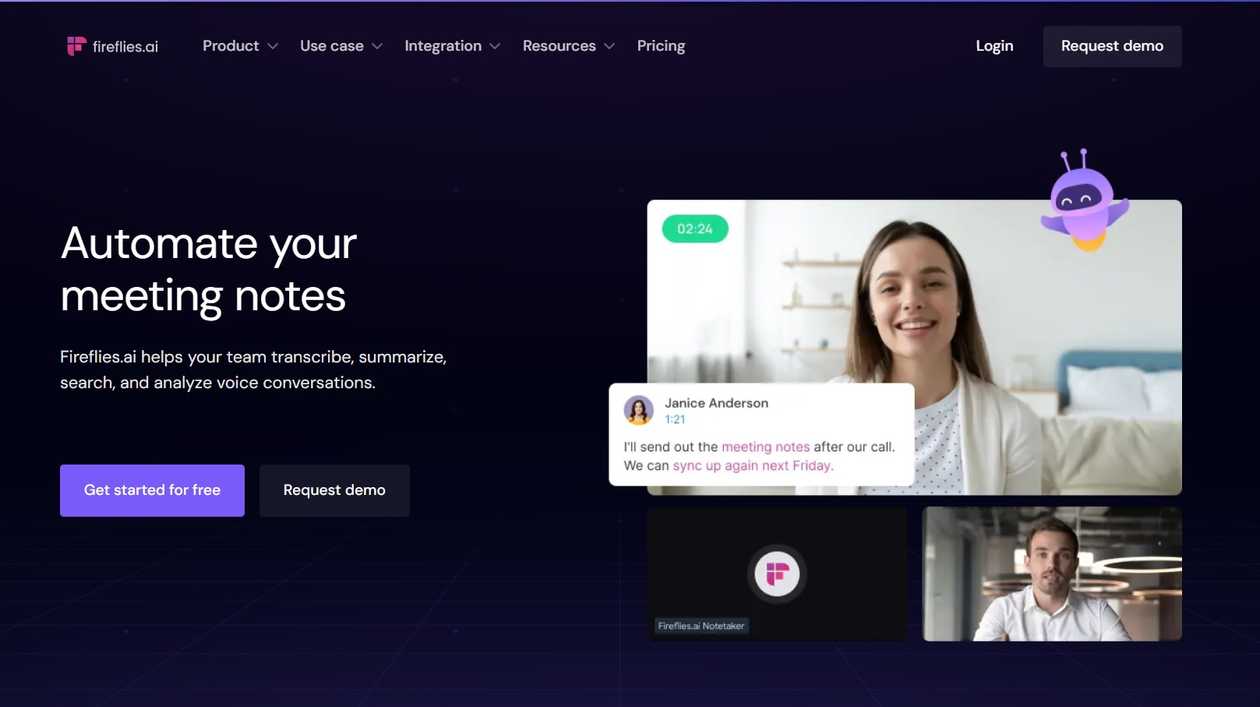 fireflies.ai Product Use case Integration Resources Pricing Login Request demo
02:24
Automate your
meeting notes
Fireflies.ai helps your team transcribe, summarize,
search, and analyze voice conversations.
Janice Anderson
1:21
I'll send out the meeting notes after our call.
We can sync up again next Friday.
Get started for free Request demo
Fireflies.ai Notetaker